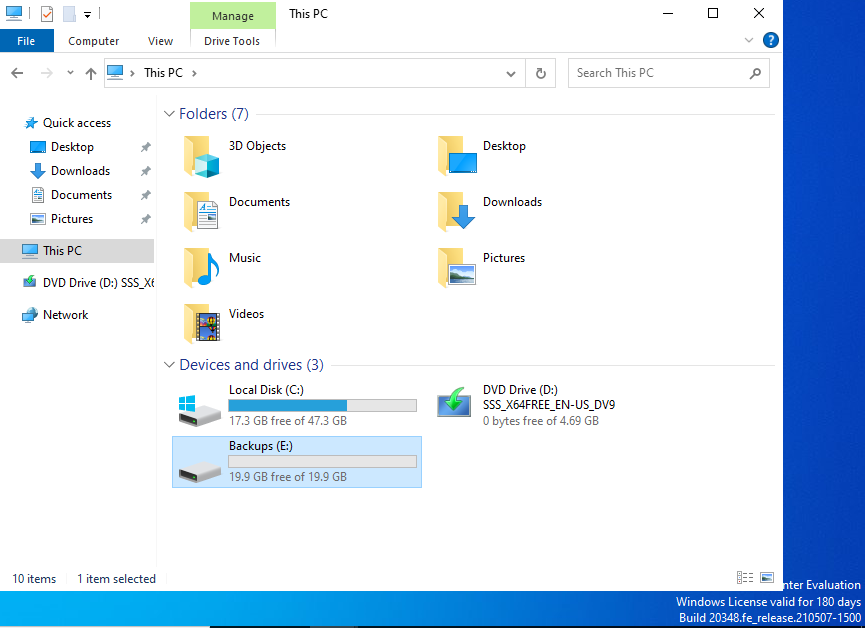 Manage
This PC
File
Computer
View
Drive Tools
?
This PC
Search This PC
Quick access
Desktop
Downloads
Documents
Pictures
This PC
DVD Drive (D:) SSS_X6
Network
Folders (7)
3D Objects
Desktop
Documents
Downloads
Music
Pictures
Videos
Devices and drives (3)
Local Disk (C:)
17.3 GB free of 47.3 GB
DVD Drive (D:)
SSS_X64FREE_EN-US_DV9
0 bytes free of 4.69 GB
Backups (E:)
19.9 GB free of 19.9 GB
10 items
1 item selected
nter Evaluation
Windows License valid for 180 days
Build 20348.fe_release.210507-1500